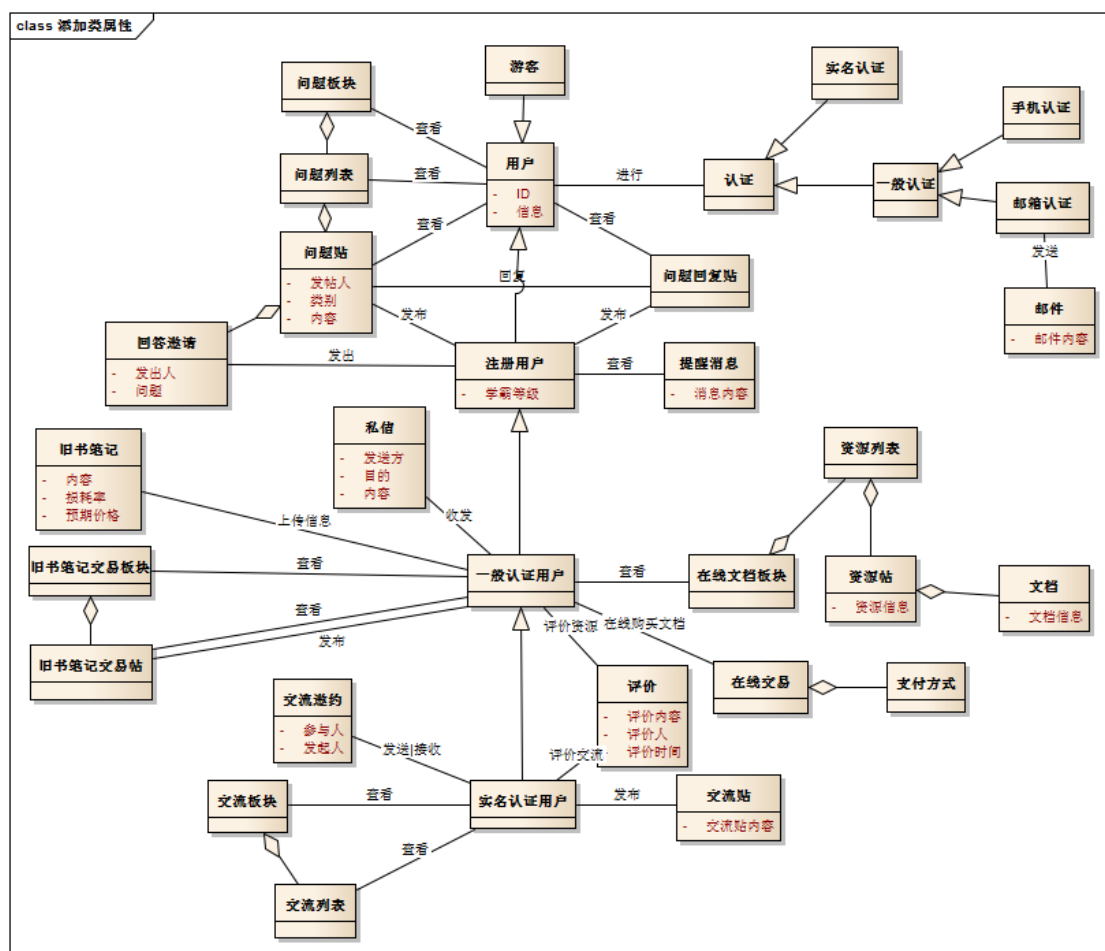 class 添加类属性
游客
实名认证
问题板块
手机认证
查看
用户
- ID
- 信息
进行
认证
一般认证
问题列表
查看
邮箱认证
查看
查看
发送
问题贴
- 发帖人
- 类别
- 内容
回复
问题回复贴
邮件
- 邮件内容
发布
发布
回答邀请
- 发出人
- 问题
发出
注册用户
- 学霸等级
查看
提醒消息
- 消息内容
私信
- 发送方
- 目的
- 内容
旧书笔记
- 内容
- 损耗率
- 预期价格
资源列表
收发
上传信息
旧书笔记交易板块
查看
一般认证用户
查看
在线文档板块
资源帖
- 资源信息
文档
- 文档信息
查看
发布
评价资源
在线购买文档
旧书笔记交易帖
在线交易
支付方式
交流邀约
- 参与人
- 发起人
评价
- 评价内容
- 评价人
- 评价时间
发送|接收
评价交流
交流板块
查看
实名认证用户
发布
交流贴
- 交流贴内容
查看
交流列表